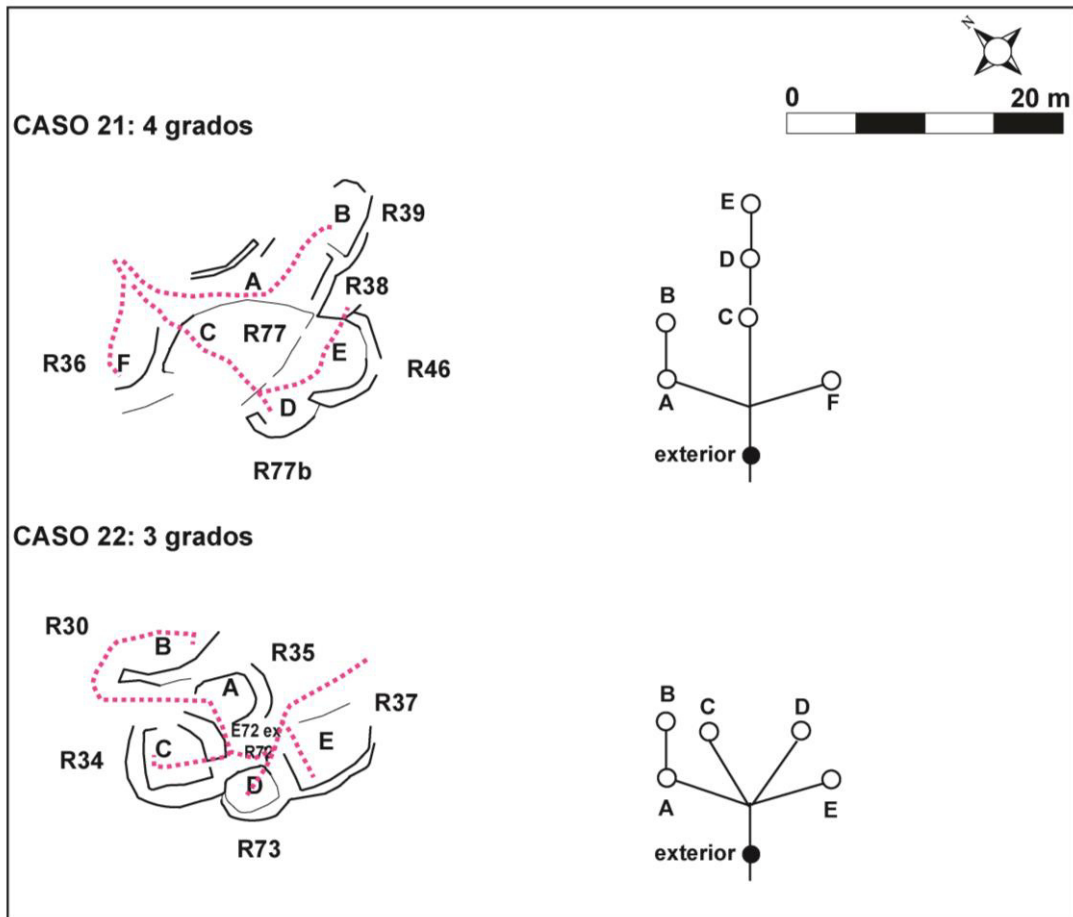 N
0 20 m
CASO 21: 4 grados
B R39
A
R38
C R77
R36 F E R46
D
R77b
E
D
B C
A F
exterior
CASO 22: 3 grados
R30 B R35
A R37
E72 ex
R72
R34 C E
D
R73
B C D
A E
exterior